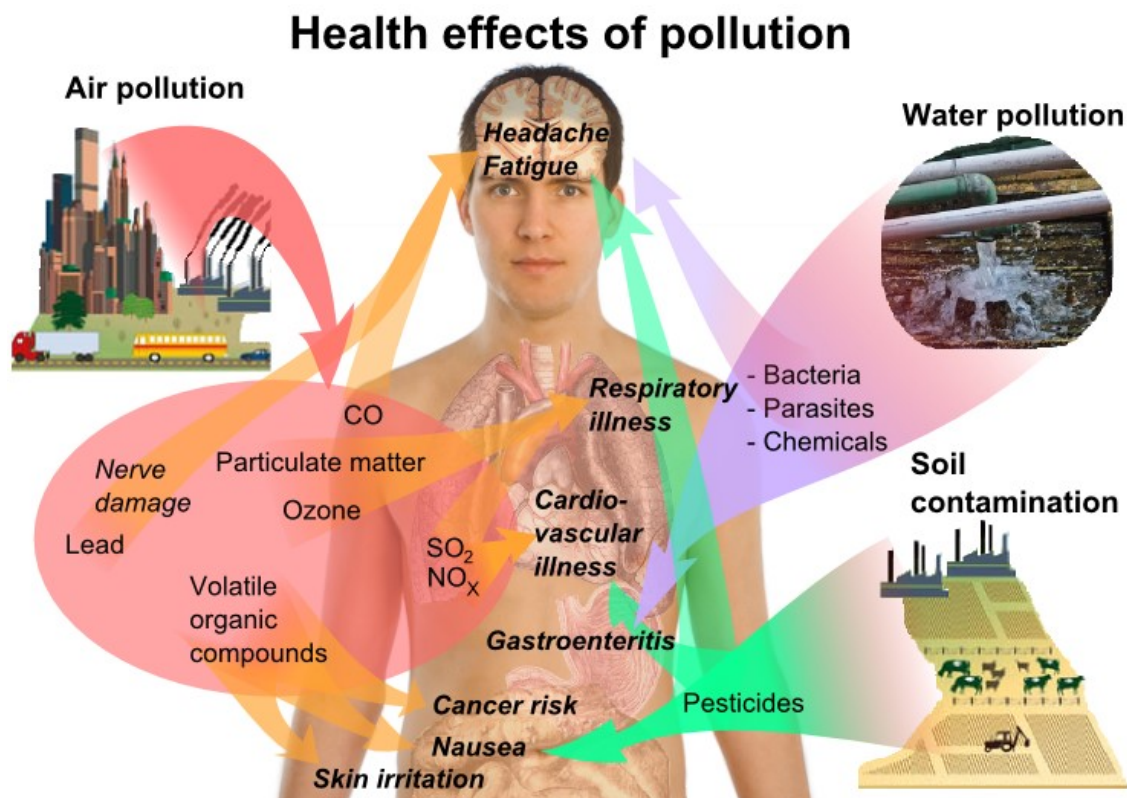 Health effects of pollution
Air pollution
Water pollution
Headache
Fatigue
CO
Particulate matter
Nerve
damage
Ozone
Lead
SO₂
NOₓ
Volatile
organic
compounds
Respiratory
illness
- Bacteria
- Parasites
- Chemicals
Cardio-
vascular
illness
Soil
contamination
Gastroenteritis
Pesticides
Cancer risk
Nausea
Skin irritation